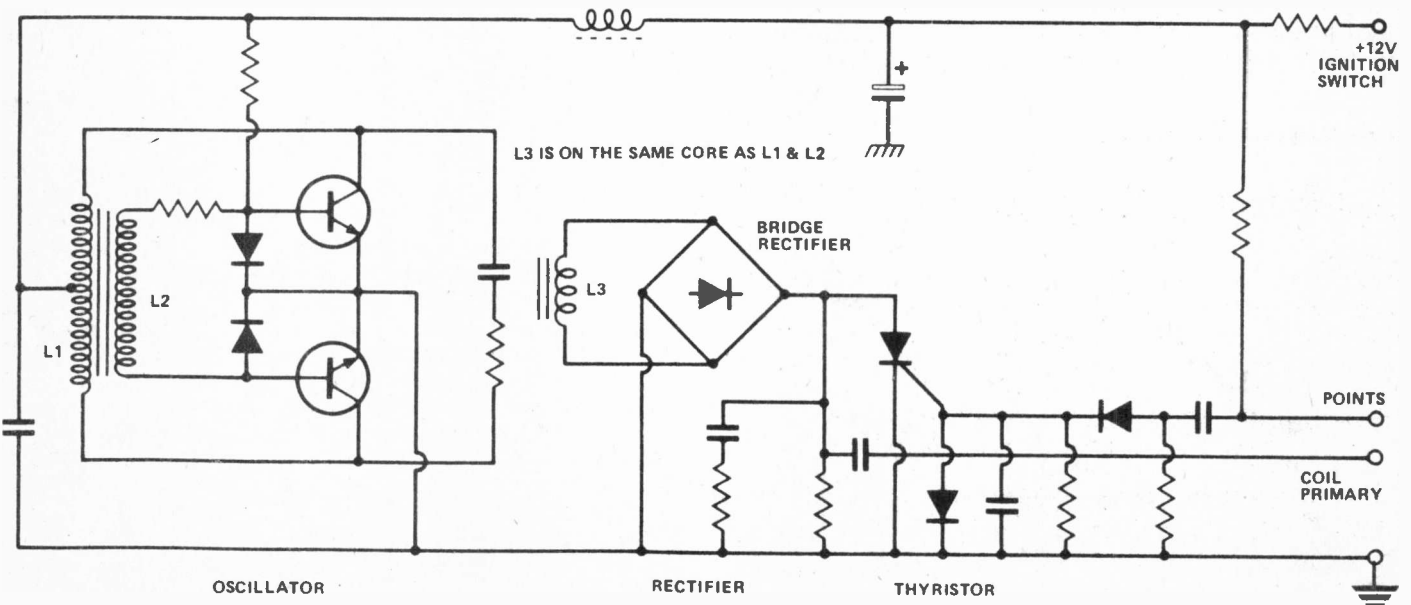 +12V
IGNITION
SWITCH
L3 IS ON THE SAME CORE AS L1 & L2
BRIDGE
RECTIFIER
L2
L3
L1
+
POINTS
COIL
PRIMARY
OSCILLATOR
RECTIFIER
THYRISTOR